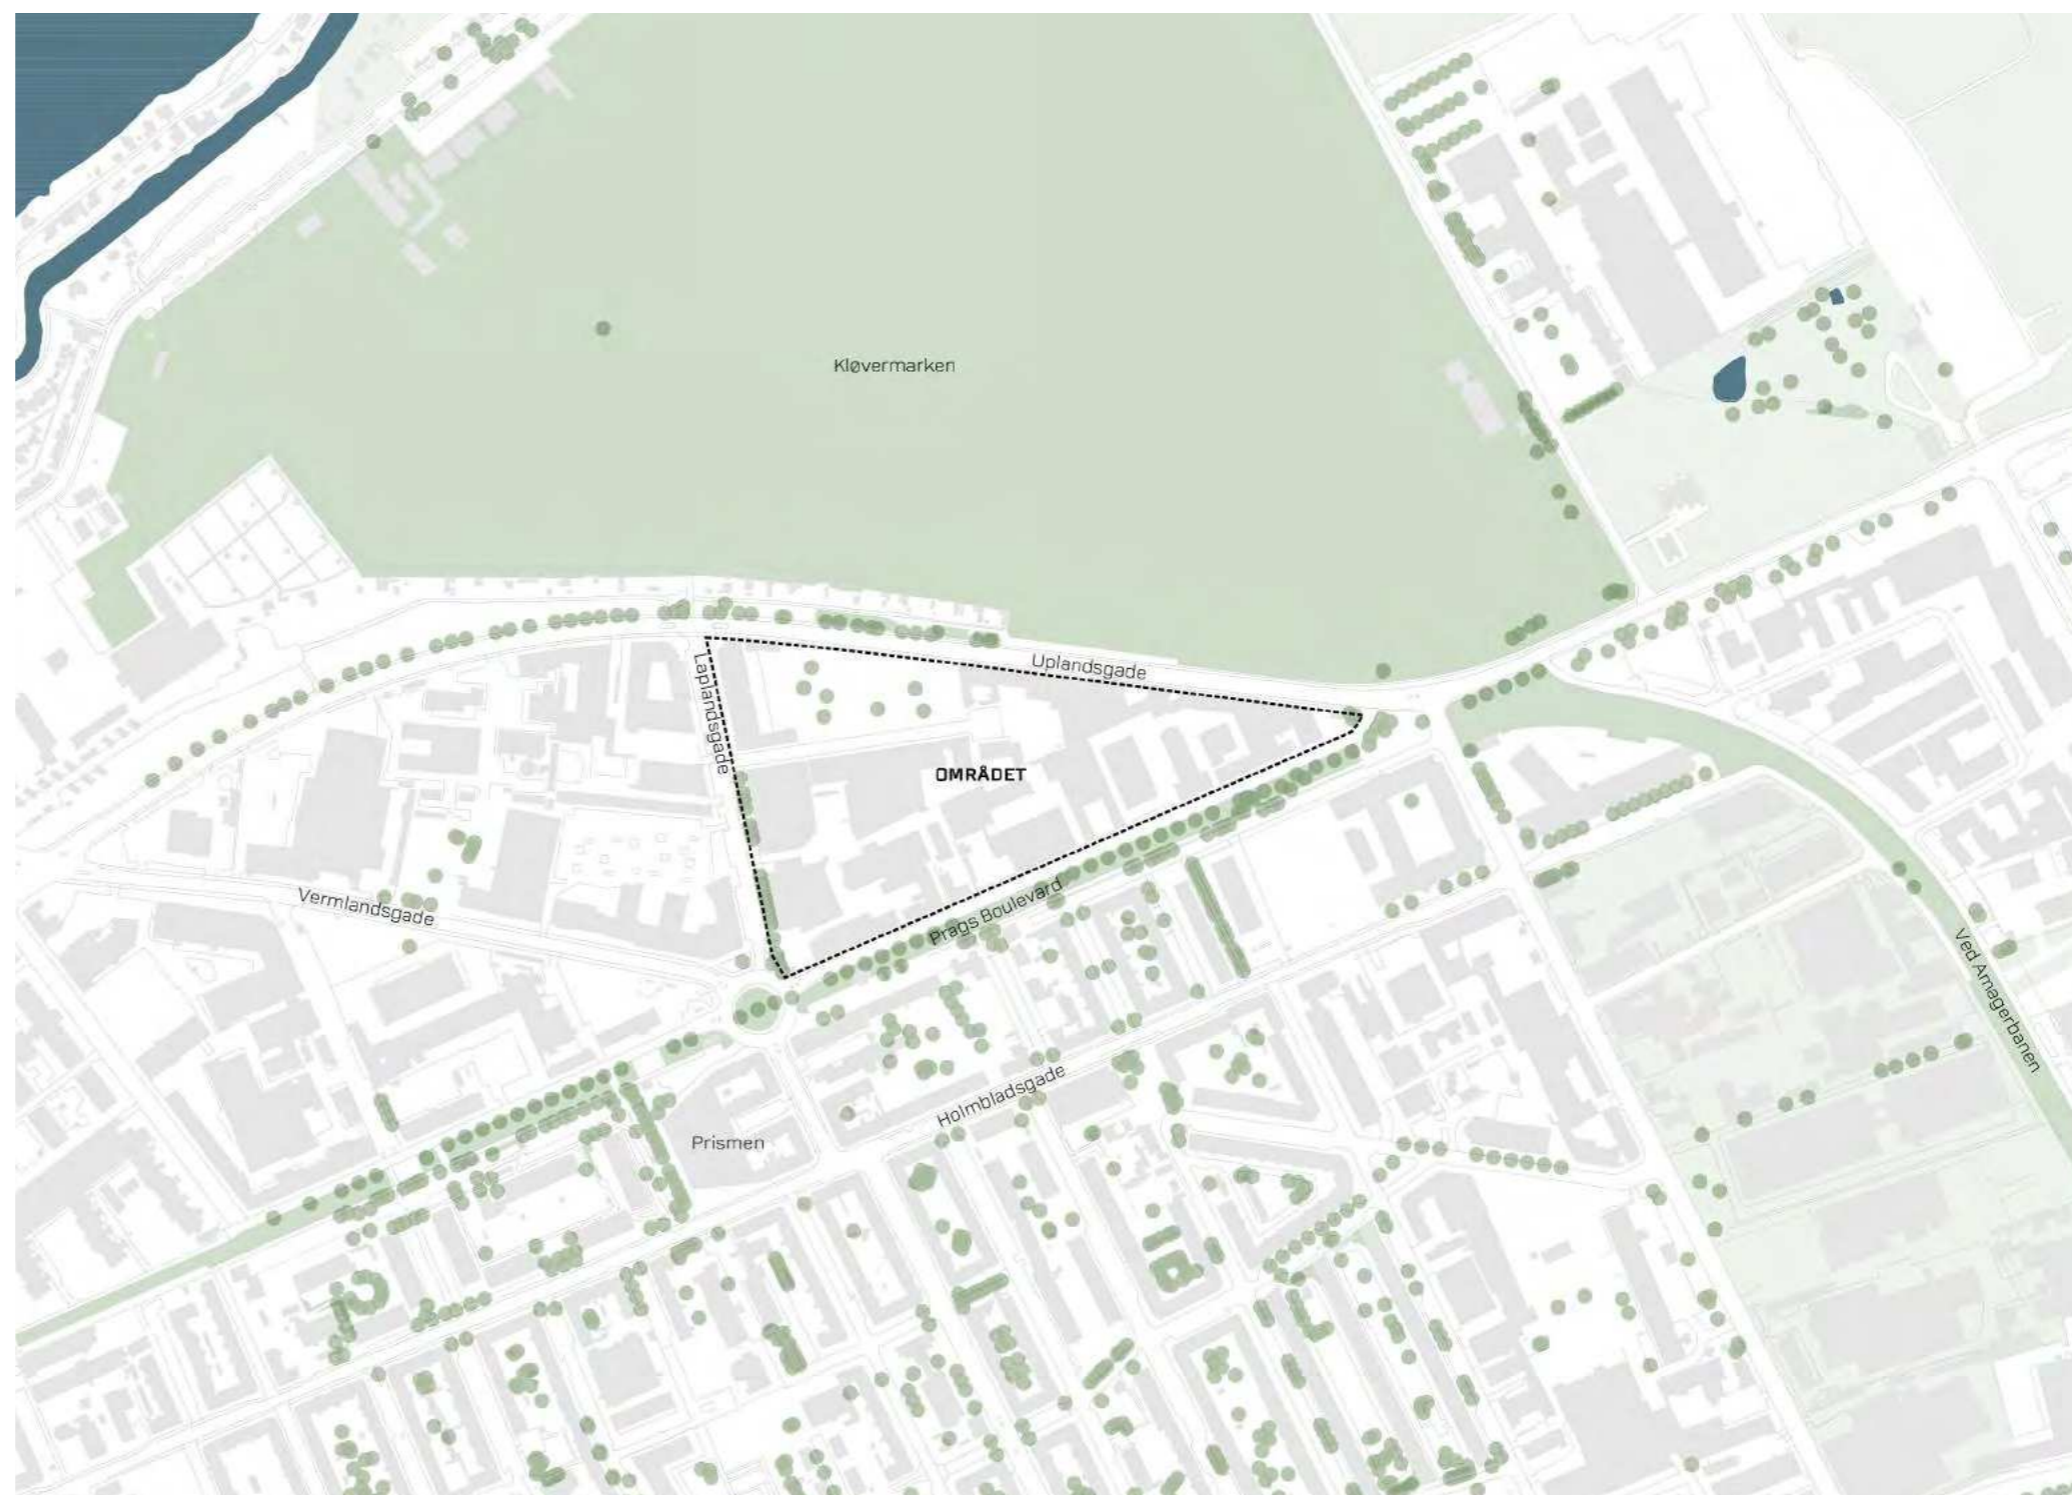 Kløvermarken
Uplandsgade
Laplandsgade
OMRÅDET
Vermlandsgade
Prags Boulevard
Ved Amagerbanen
Holmbladsgade
Prismen